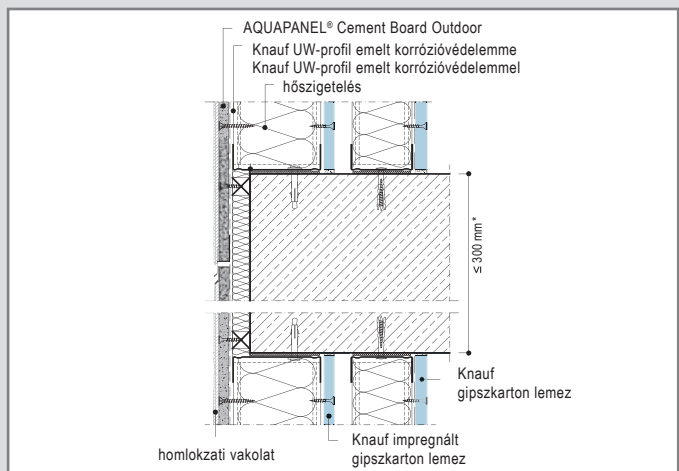 AQUAPANEL® Cement Board Outdoor
Knauf UW-profil emelt korrózióvédelemme
Knauf UW-profil emelt korrózióvédelemmel
hőszigetelés
≤ 300 mm*
Knauf
gipszkarton lemez
Knauf impregnált
gipszkarton lemez
homlokzati vakolat